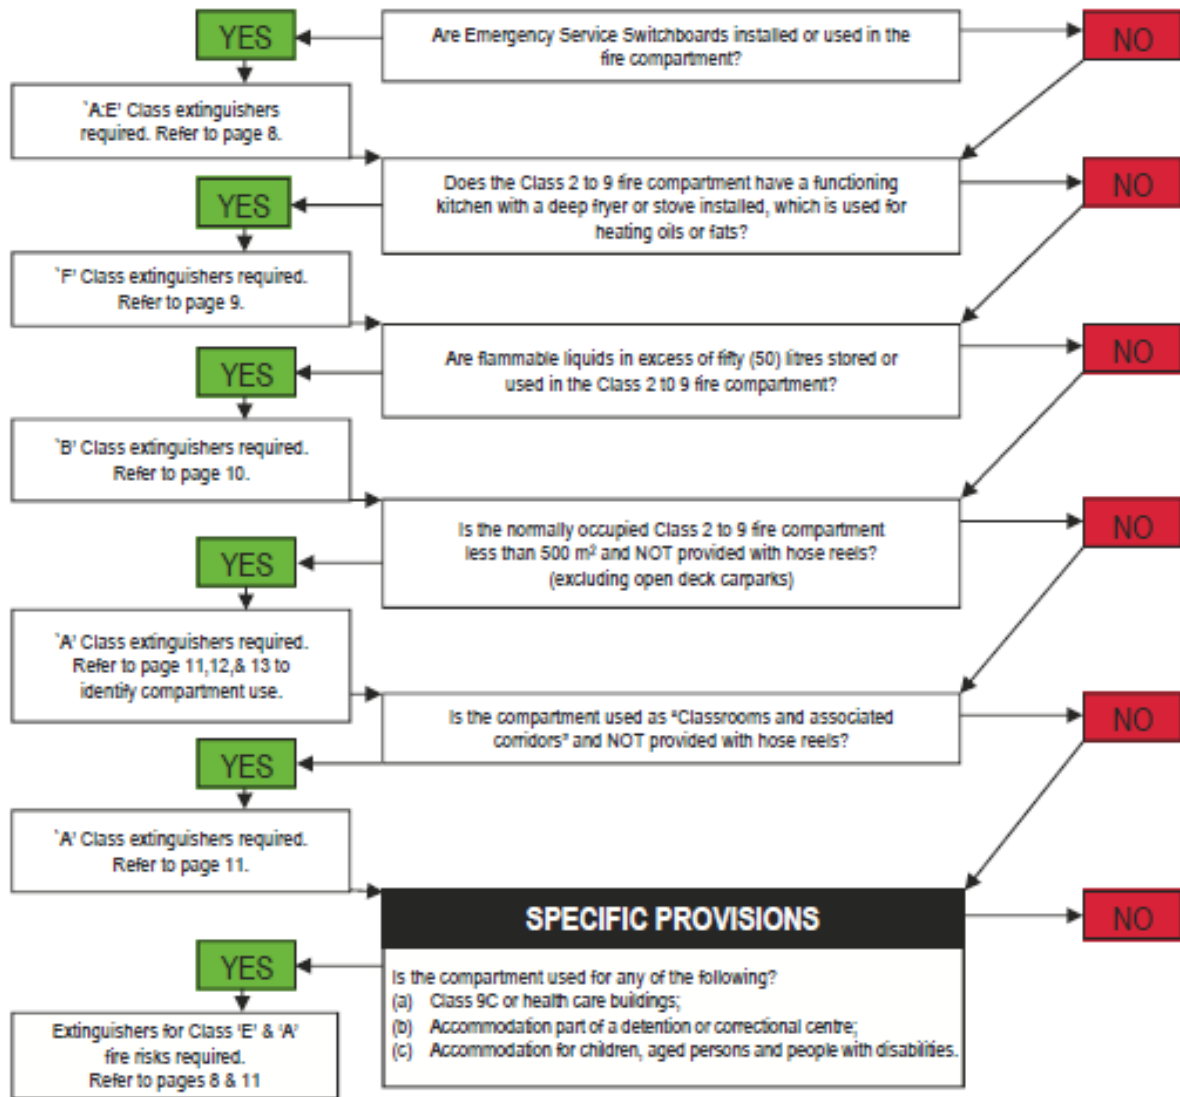 YES
Are Emergency Service Switchboards installed or used in the
fire compartment?
NO
`A:E' Class extinguishers
required. Refer to page 8.
Does the Class 2 to 9 fire compartment have a functioning
kitchen with a deep fryer or stove installed, which is used for
heating oils or fats?
NO
YES
`F' Class extinguishers required.
Refer to page 9.
Are flammable liquids in excess of fifty (50) litres stored or
used in the Class 2 t0 9 fire compartment?
NO
YES
`B' Class extinguishers required.
Refer to page 10.
Is the normally occupied Class 2 to 9 fire compartment
less than 500 m² and NOT provided with hose reels?
(excluding open deck carparks)
NO
YES
`A' Class extinguishers required.
Refer to page 11,12,& 13 to
identify compartment use.
Is the compartment used as "Classrooms and associated
corridors" and NOT provided with hose reels?
NO
YES
`A' Class extinguishers required.
Refer to page 11.
SPECIFIC PROVISIONS
NO
YES
Is the compartment used for any of the following?
(a) Class 9C or health care buildings;
(b) Accommodation part of a detention or correctional centre;
(c) Accommodation for children, aged persons and people with disabilities.
Extinguishers for Class 'E' & 'A'
fire risks required.
Refer to pages 8 & 11